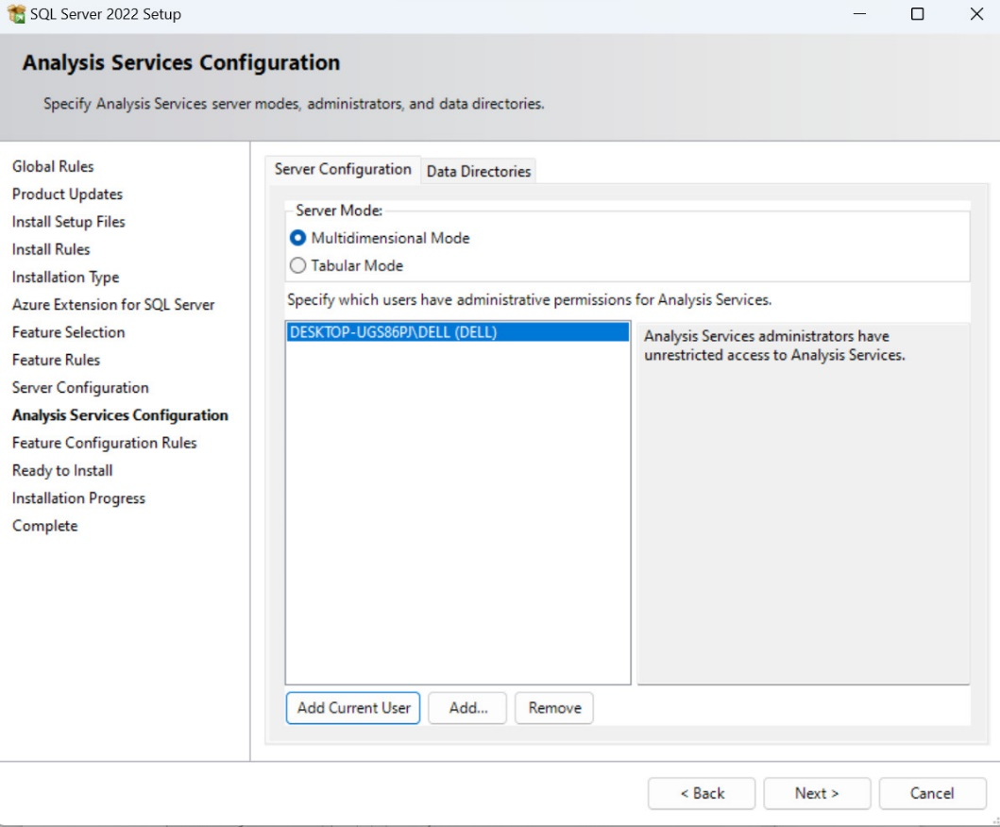 SQL Server 2022 Setup
Analysis Services Configuration
Specify Analysis Services server modes, administrators, and data directories.
Global Rules
Product Updates
Install Setup Files
Install Rules
Installation Type
Azure Extension for SQL Server
Feature Selection
Feature Rules
Server Configuration
Analysis Services Configuration
Feature Configuration Rules
Ready to Install
Installation Progress
Complete
Server Configuration
Data Directories
Server Mode:
Multidimensional Mode
Tabular Mode
Specify which users have administrative permissions for Analysis Services.
DESKTOP-UGS86PJ\DELL (DELL)
Analysis Services administrators have
unrestricted access to Analysis Services.
Add Current User
Add...
Remove
< Back
Next >
Cancel